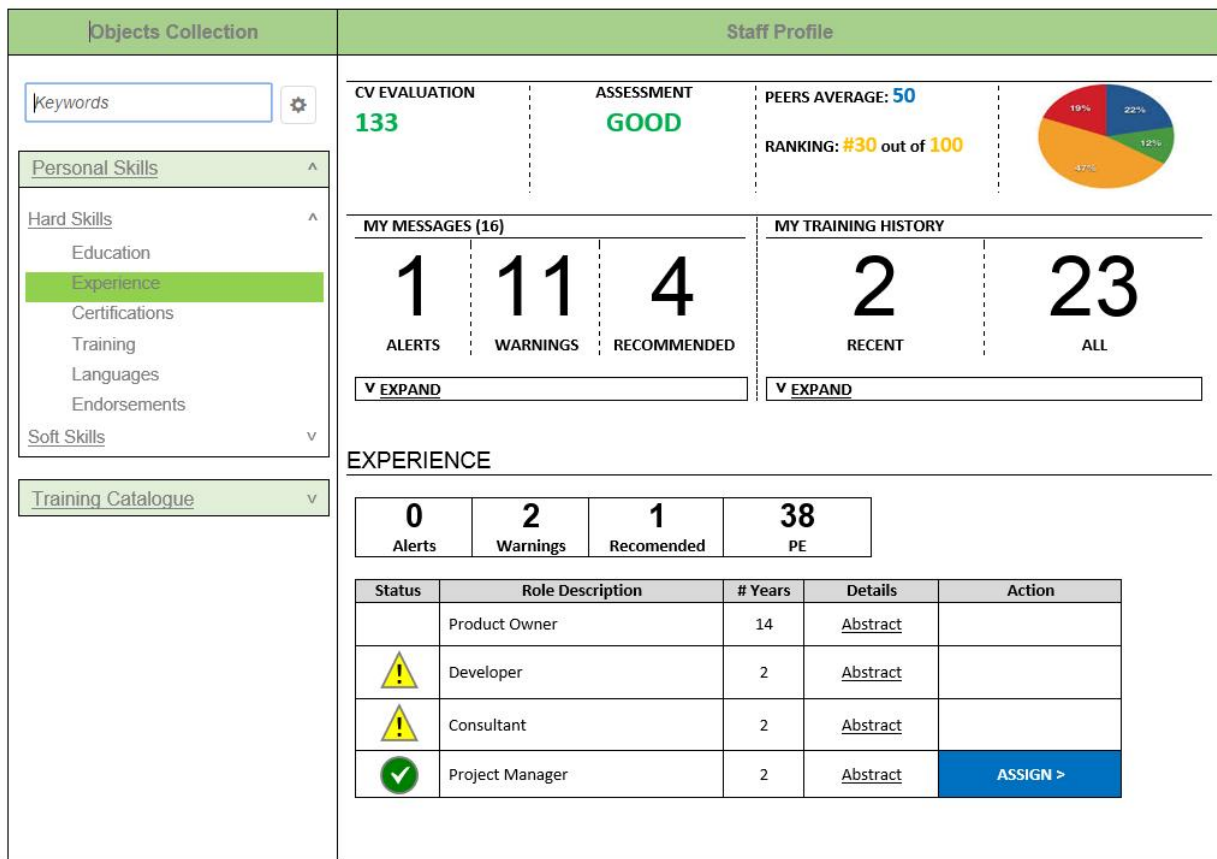 Objects Collection
Staff Profile
Keywords
Personal Skills ^
Hard Skills ^
Education
Experience
Certifications
Training
Languages
Endorsements
Soft Skills v
Training Catalogue v
CV EVALUATION
133
ASSESSMENT
GOOD
PEERS AVERAGE: 50
RANKING: #30 out of 100
19%
22%
12%
47%
MY MESSAGES (16)
1
ALERTS
11
WARNINGS
4
RECOMMENDED
V EXPAND
MY TRAINING HISTORY
2
RECENT
23
ALL
V EXPAND
EXPERIENCE
0 2 1 38
Alerts Warnings Recomended PE
Status Role Description # Years Details Action
Product Owner 14 Abstract
! Developer 2 Abstract
! Consultant 2 Abstract
Project Manager 2 Abstract ASSIGN >